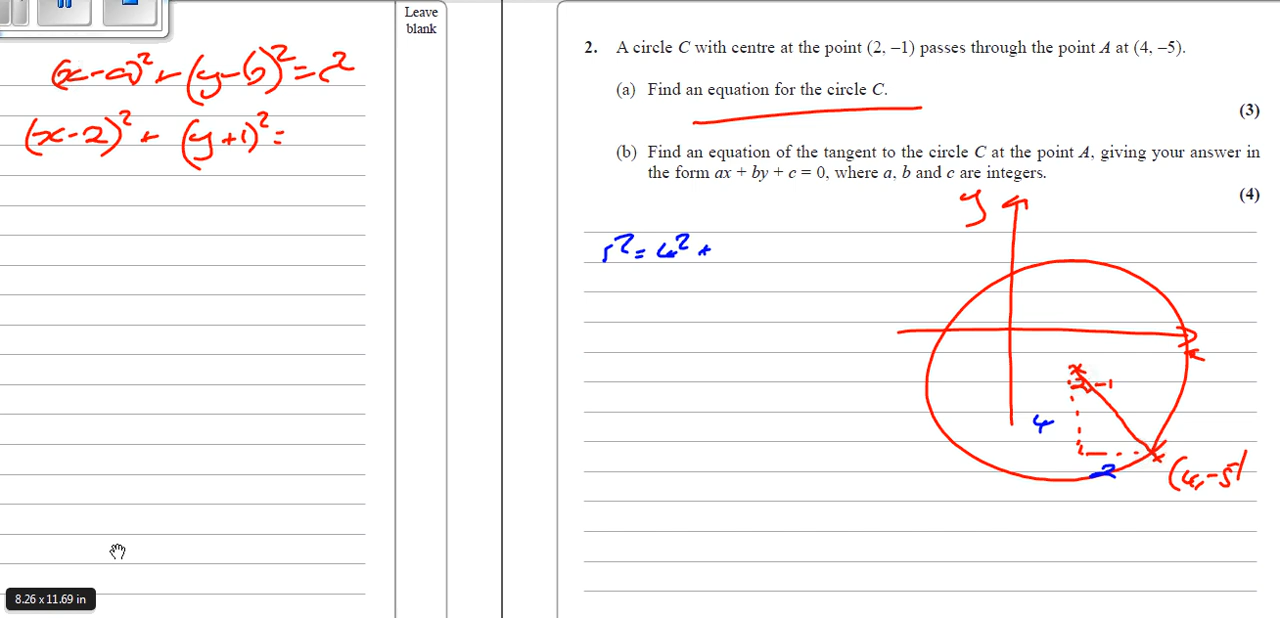 Leave
blank
(x-a)² + (y-b)² = r²
(x-2)² + (y+1)² =
8.26 x 11.69 in
2. A circle C with centre at the point (2, −1) passes through the point A at (4, −5).
(a) Find an equation for the circle C.
(3)
(b) Find an equation of the tangent to the circle C at the point A, giving your answer in
the form ax + by + c = 0, where a, b and c are integers.
(4)
y
r² = 4² +
x
-1
4
2
(4,-5)